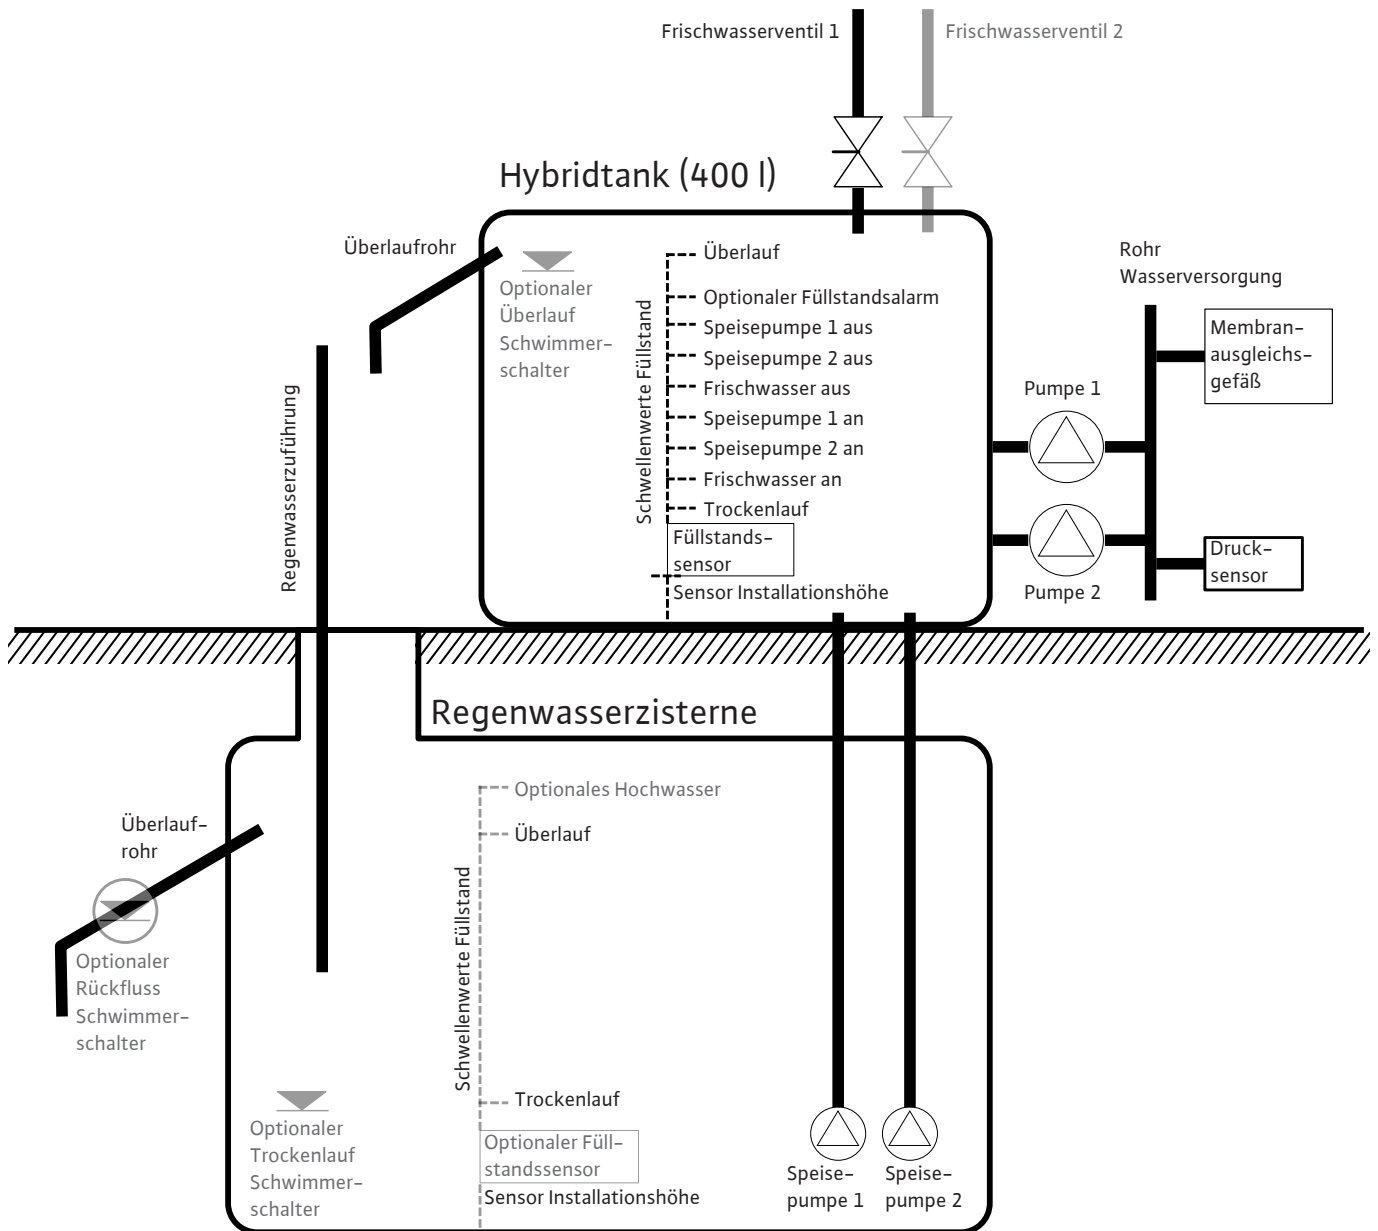 Frischwasserventil 1
Frischwasserventil 2
Hybridtank (400 l)
Überlaufrohr
Optionaler
Überlauf
Schwimmer-
schalter
Schwellenwerte Füllstand
Überlauf
Optionaler Füllstandsalarm
Speisepumpe 1 aus
Speisepumpe 2 aus
Frischwasser aus
Speisepumpe 1 an
Speisepumpe 2 an
Frischwasser an
Trockenlauf
Füllstands-
sensor
Sensor Installationshöhe
Rohr
Wasserversorgung
Membran-
ausgleichs-
gefäß
Pumpe 1
Pumpe 2
Druck-
sensor
Regenwasserzuführung
Regenwasserzisterne
Überlauf-
rohr
Optionaler
Rückfluss
Schwimmer-
schalter
Optionaler
Trockenlauf
Schwimmer-
schalter
Schwellenwerte Füllstand
Optionales Hochwasser
Überlauf
Trockenlauf
Optionaler Füll-
standssensor
Sensor Installationshöhe
Speise-
pumpe 1
Speise-
pumpe 2